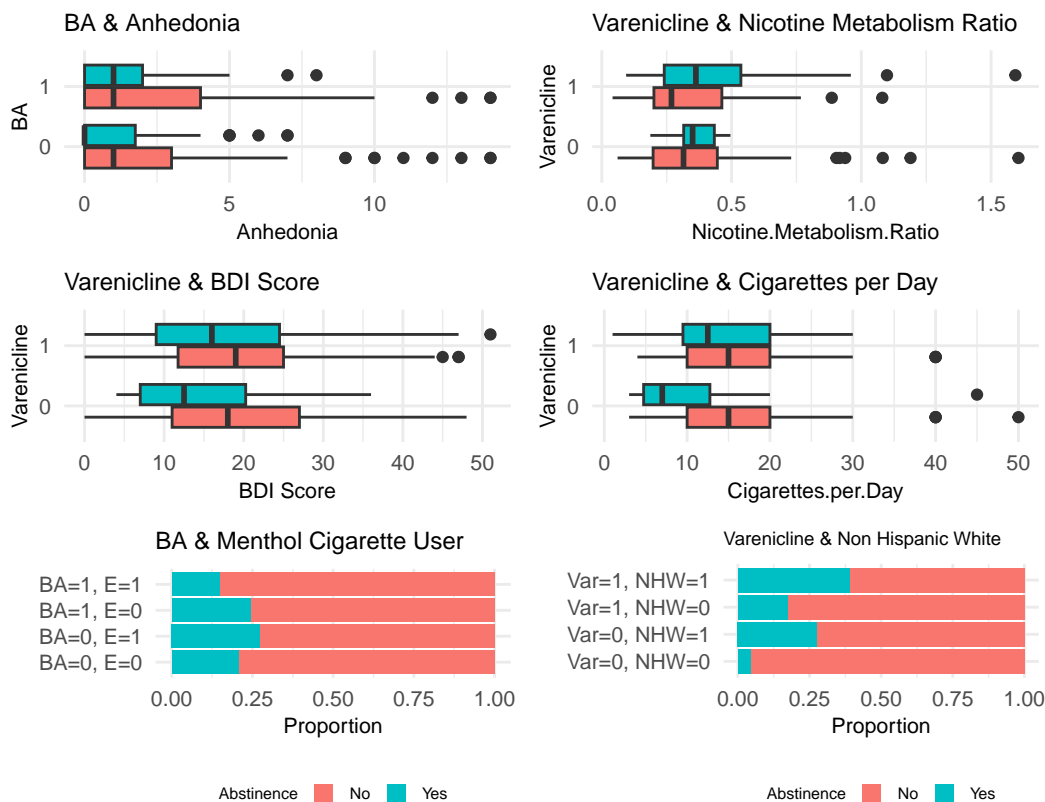 BA & Anhedonia
BA
1
0
0 5 10
Anhedonia
Varenicline & Nicotine Metabolism Ratio
Varenicline
1
0
0.0 0.5 1.0 1.5
Nicotine.Metabolism.Ratio
Varenicline & BDI Score
Varenicline
1
0
0 10 20 30 40 50
BDI Score
Varenicline & Cigarettes per Day
Varenicline
1
0
0 10 20 30 40 50
Cigarettes.per.Day
BA & Menthol Cigarette User
BA=1, E=1
BA=1, E=0
BA=0, E=1
BA=0, E=0
0.00 0.25 0.50 0.75 1.00
Proportion
Varenicline & Non Hispanic White
Var=1, NHW=1
Var=1, NHW=0
Var=0, NHW=1
Var=0, NHW=0
0.00 0.25 0.50 0.75 1.00
Proportion
Abstinence No Yes
Abstinence No Yes